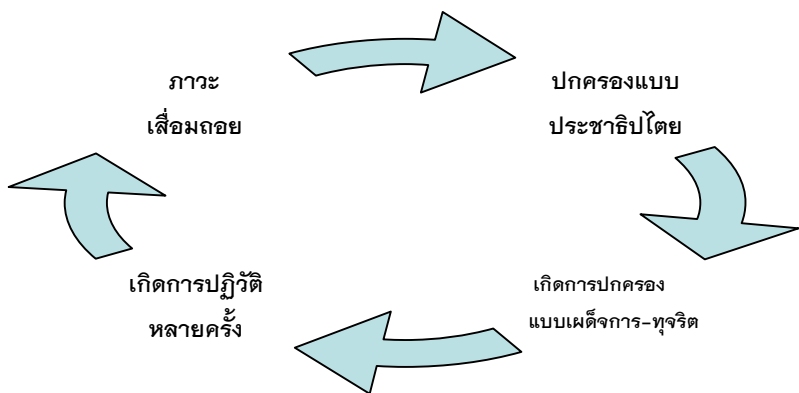 ภาวะ
เสื่อมถอย
ปกครองแบบ
ประชาธิปไตย
เกิดการปกครอง
แบบเผด็จการ-ทุจริต
เกิดการปฏิวัติ
หลายครั้ง